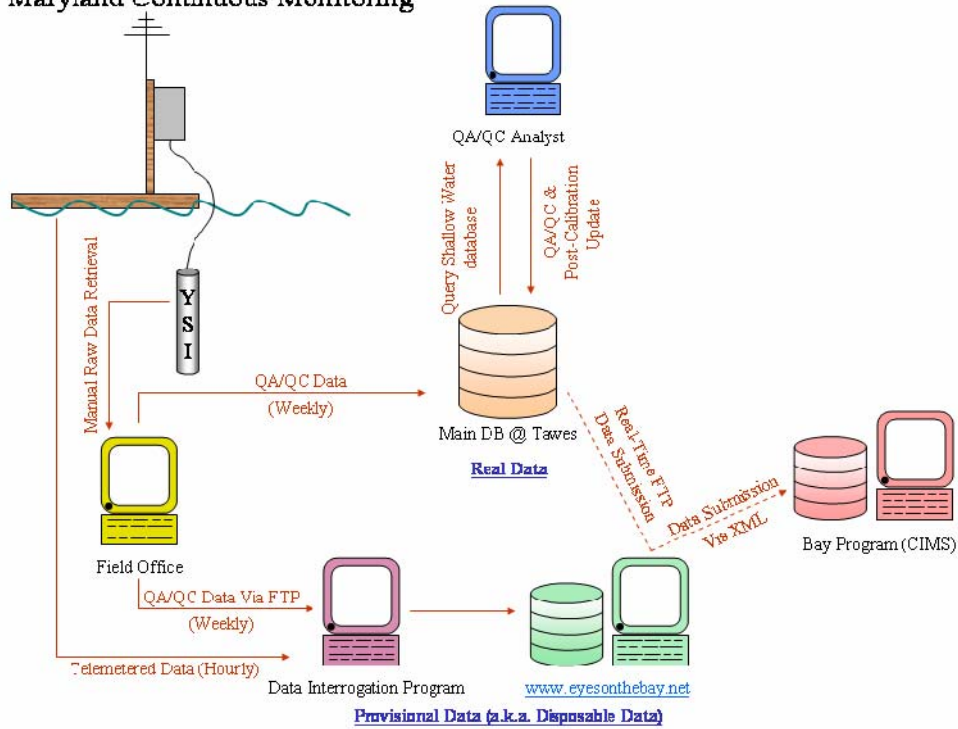 Maryland Continuous Monitoring
QA/QC Analyst
Query Shallow Water
database
QA/QC &
Post-Calibration
Update
Manual Raw Data Retrieval
Y
S
I
QA/QC Data
(Weekly)
Main DB @ Tawes
Real Data
Real-Time FTP
Data Submission
Data Submission
Via XML
Bay Program (CIMS)
Field Office
QA/QC Data Via FTP
(Weekly)
Telemetered Data (Hourly)
Data Interrogation Program
www.eyesonthebay.net
Provisional Data (a.k.a. Disposable Data)